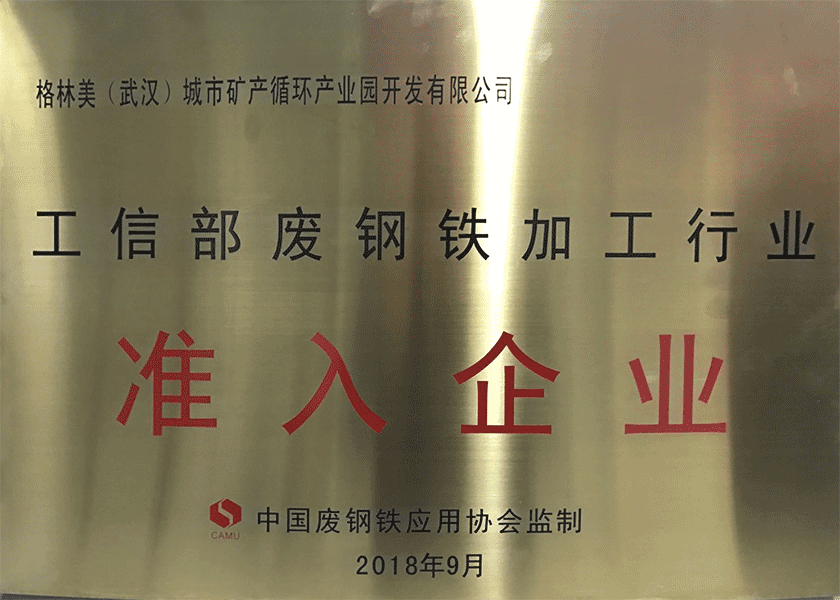 格林美（武汉）城市矿产循环产业园开发有限公司
工信部废钢铁加工行业
准入企业
CAMU
中国废钢铁应用协会监制
2018年9月